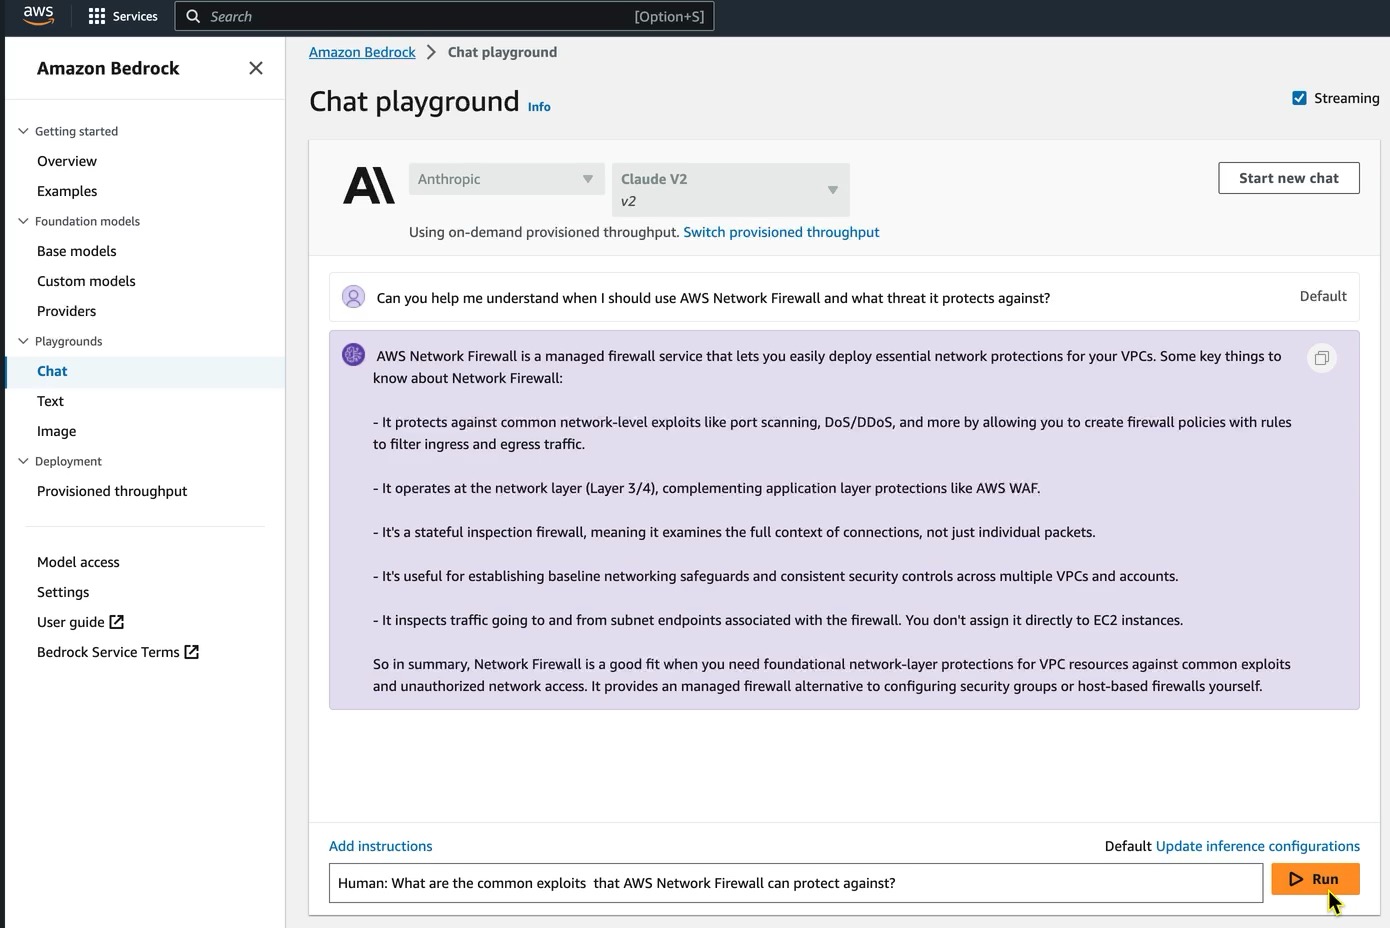 aws
Services
Search
[Option+S]
Amazon Bedrock
Getting started
Overview
Examples
Foundation models
Base models
Custom models
Providers
Playgrounds
Chat
Text
Image
Deployment
Provisioned throughput
Model access
Settings
User guide
Bedrock Service Terms
Amazon Bedrock > Chat playground
Chat playground Info
Streaming
A\
Anthropic
Claude V2
v2
Start new chat
Using on-demand provisioned throughput. Switch provisioned throughput
Can you help me understand when I should use AWS Network Firewall and what threat it protects against?
Default
AWS Network Firewall is a managed firewall service that lets you easily deploy essential network protections for your VPCs. Some key things to
know about Network Firewall:
- It protects against common network-level exploits like port scanning, DoS/DDoS, and more by allowing you to create firewall policies with rules
to filter ingress and egress traffic.
- It operates at the network layer (Layer 3/4), complementing application layer protections like AWS WAF.
- It's a stateful inspection firewall, meaning it examines the full context of connections, not just individual packets.
- It's useful for establishing baseline networking safeguards and consistent security controls across multiple VPCs and accounts.
- It inspects traffic going to and from subnet endpoints associated with the firewall. You don't assign it directly to EC2 instances.
So in summary, Network Firewall is a good fit when you need foundational network-layer protections for VPC resources against common exploits
and unauthorized network access. It provides an managed firewall alternative to configuring security groups or host-based firewalls yourself.
Add instructions
Default Update inference configurations
Human: What are the common exploits  that AWS Network Firewall can protect against?
Run